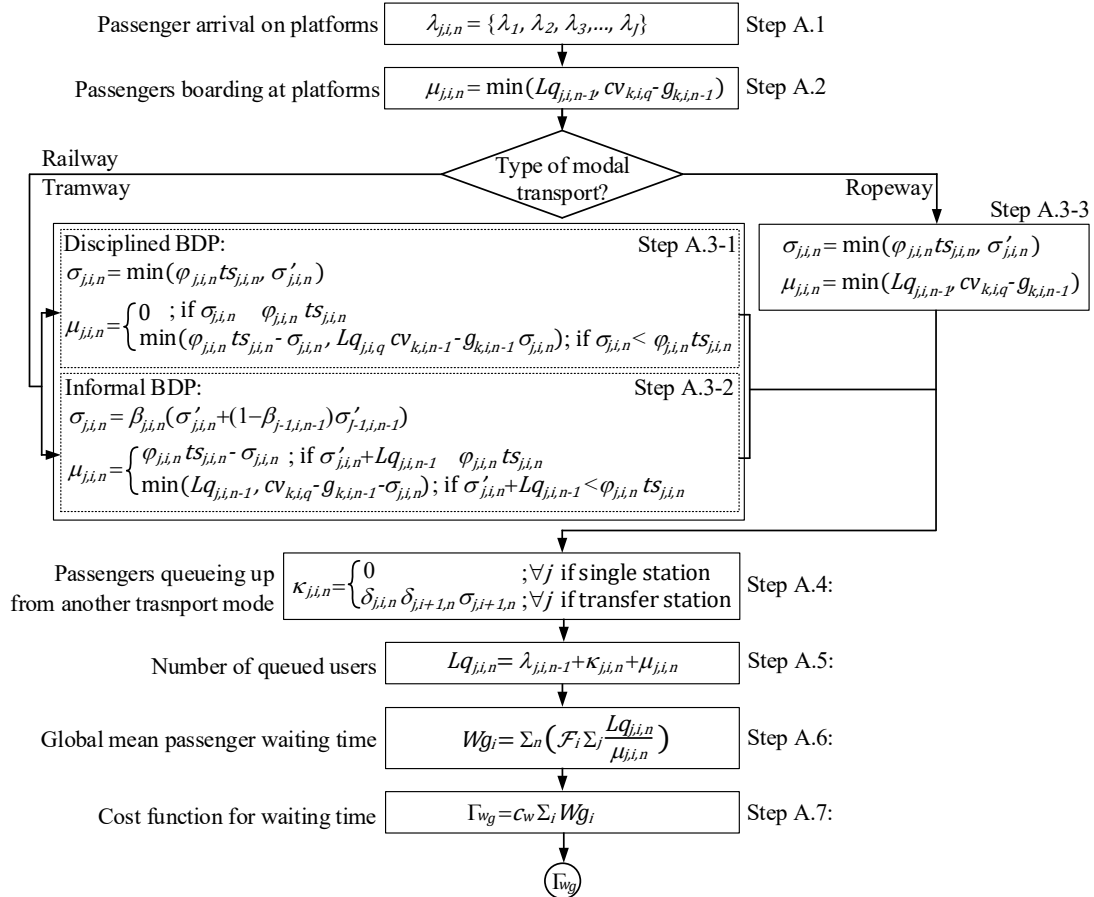 Passenger arrival on platforms
λj,i,n = {λ1, λ2, λ3,..., λj}
Step A.1
Passengers boarding at platforms
μj,i,n = min(Lqj,i,n-1, cvk,i,q- gk,i,n-1)
Step A.2
Type of modal
transport?
Railway
Tramway
Ropeway
Disciplined BDP:
Step A.3-1
σj,i,n = min(φj,i,n tsj,i,n, σ′j,i,n)
μj,i,n = {0 ; if σj,i,n φj,i,n tsj,i,n
min(φj,i,n tsj,i,n- σj,i,n, Lqj,i,q cvk,i,n-1- gk,i,n-1 σj,i,n); if σj,i,n < φj,i,n tsj,i,n
Informal BDP:
Step A.3-2
σj,i,n = βj,i,n(σ′j,i,n+(1−βj-1,i,n-1)σ′J-1,i,n-1)
μj,i,n = {φj,i,n tsj,i,n- σj,i,n ; if σ′j,i,n+Lqj,i,n-1 φj,i,n tsj,i,n
min(Lqj,i,n-1, cvk,i,q- gk,i,n-1-σj,i,n); if σ′j,i,n+Lqj,i,n-1 <φj,i,n tsj,i,n
Step A.3-3
σj,i,n = min(φj,i,n tsj,i,n, σ′j,i,n)
μj,i,n = min(Lqj,i,n-1, cvk,i,q- gk,i,n-1)
Passengers queueing up
from another trasnport mode
κj,i,n = {0 ;∀j if single station
δj,i,n δj,i+1,n σj,i+1,n ;∀j if transfer station
Step A.4:
Number of queued users
Lqj,i,n = λj,i,n-1+κj,i,n+μj,i,n
Step A.5:
Global mean passenger waiting time
Wgi = Σn(ℱi Σj Lqj,i,n/μj,i,n)
Step A.6:
Cost function for waiting time
Γwg=cw Σi Wgi
Step A.7:
Γwg